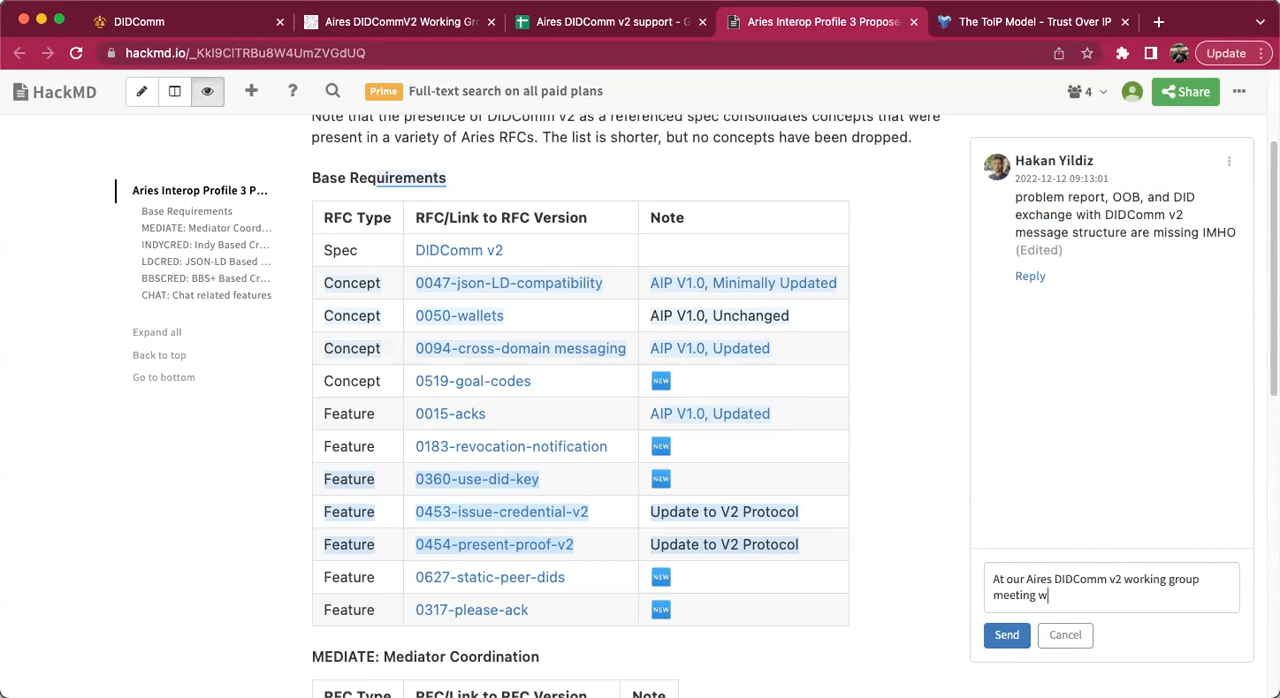 DIDComm
Aires DIDCommV2 Working Gr
Aires DIDComm v2 support - G
Aries Interop Profile 3 Propose
The ToIP Model - Trust Over IP
hackmd.io/_KkI9ClTRBu8W4UmZVGdUQ
Update
HackMD
Prime Full-text search on all paid plans
4
Share
Note that the presence of DIDComm v2 as a referenced spec consolidates concepts that were
present in a variety of Aries RFCs. The list is shorter, but no concepts have been dropped.
Aries Interop Profile 3 P...
Base Requirements
MEDIATE: Mediator Coord...
INDYCRED: Indy Based Cr...
LDCRED: JSON-LD Based ...
BBSCRED: BBS+ Based Cr...
CHAT: Chat related features
Expall all
Back to top
Go to bottom
Base Requirements
RFC Type RFC/Link to RFC Version Note
Spec DIDComm v2
Concept 0047-json-LD-compatibility AIP V1.0, Minimally Updated
Concept 0050-wallets AIP V1.0, Unchanged
Concept 0094-cross-domain messaging AIP V1.0, Updated
Concept 0519-goal-codes NEW
Feature 0015-acks AIP V1.0, Updated
Feature 0183-revocation-notification NEW
Feature 0360-use-did-key NEW
Feature 0453-issue-credential-v2 Update to V2 Protocol
Feature 0454-present-proof-v2 Update to V2 Protocol
Feature 0627-static-peer-dids NEW
Feature 0317-please-ack NEW
MEDIATE: Mediator Coordination
RFC Type RFC/Link to RFC Version Note
Hakan Yildiz
2022-12-12 09:13:01
problem report, OOB, and DID
exchange with DIDComm v2
message structure are missing IMHO
(Edited)
Reply
At our Aires DIDComm v2 working group
meeting w
Send
Cancel